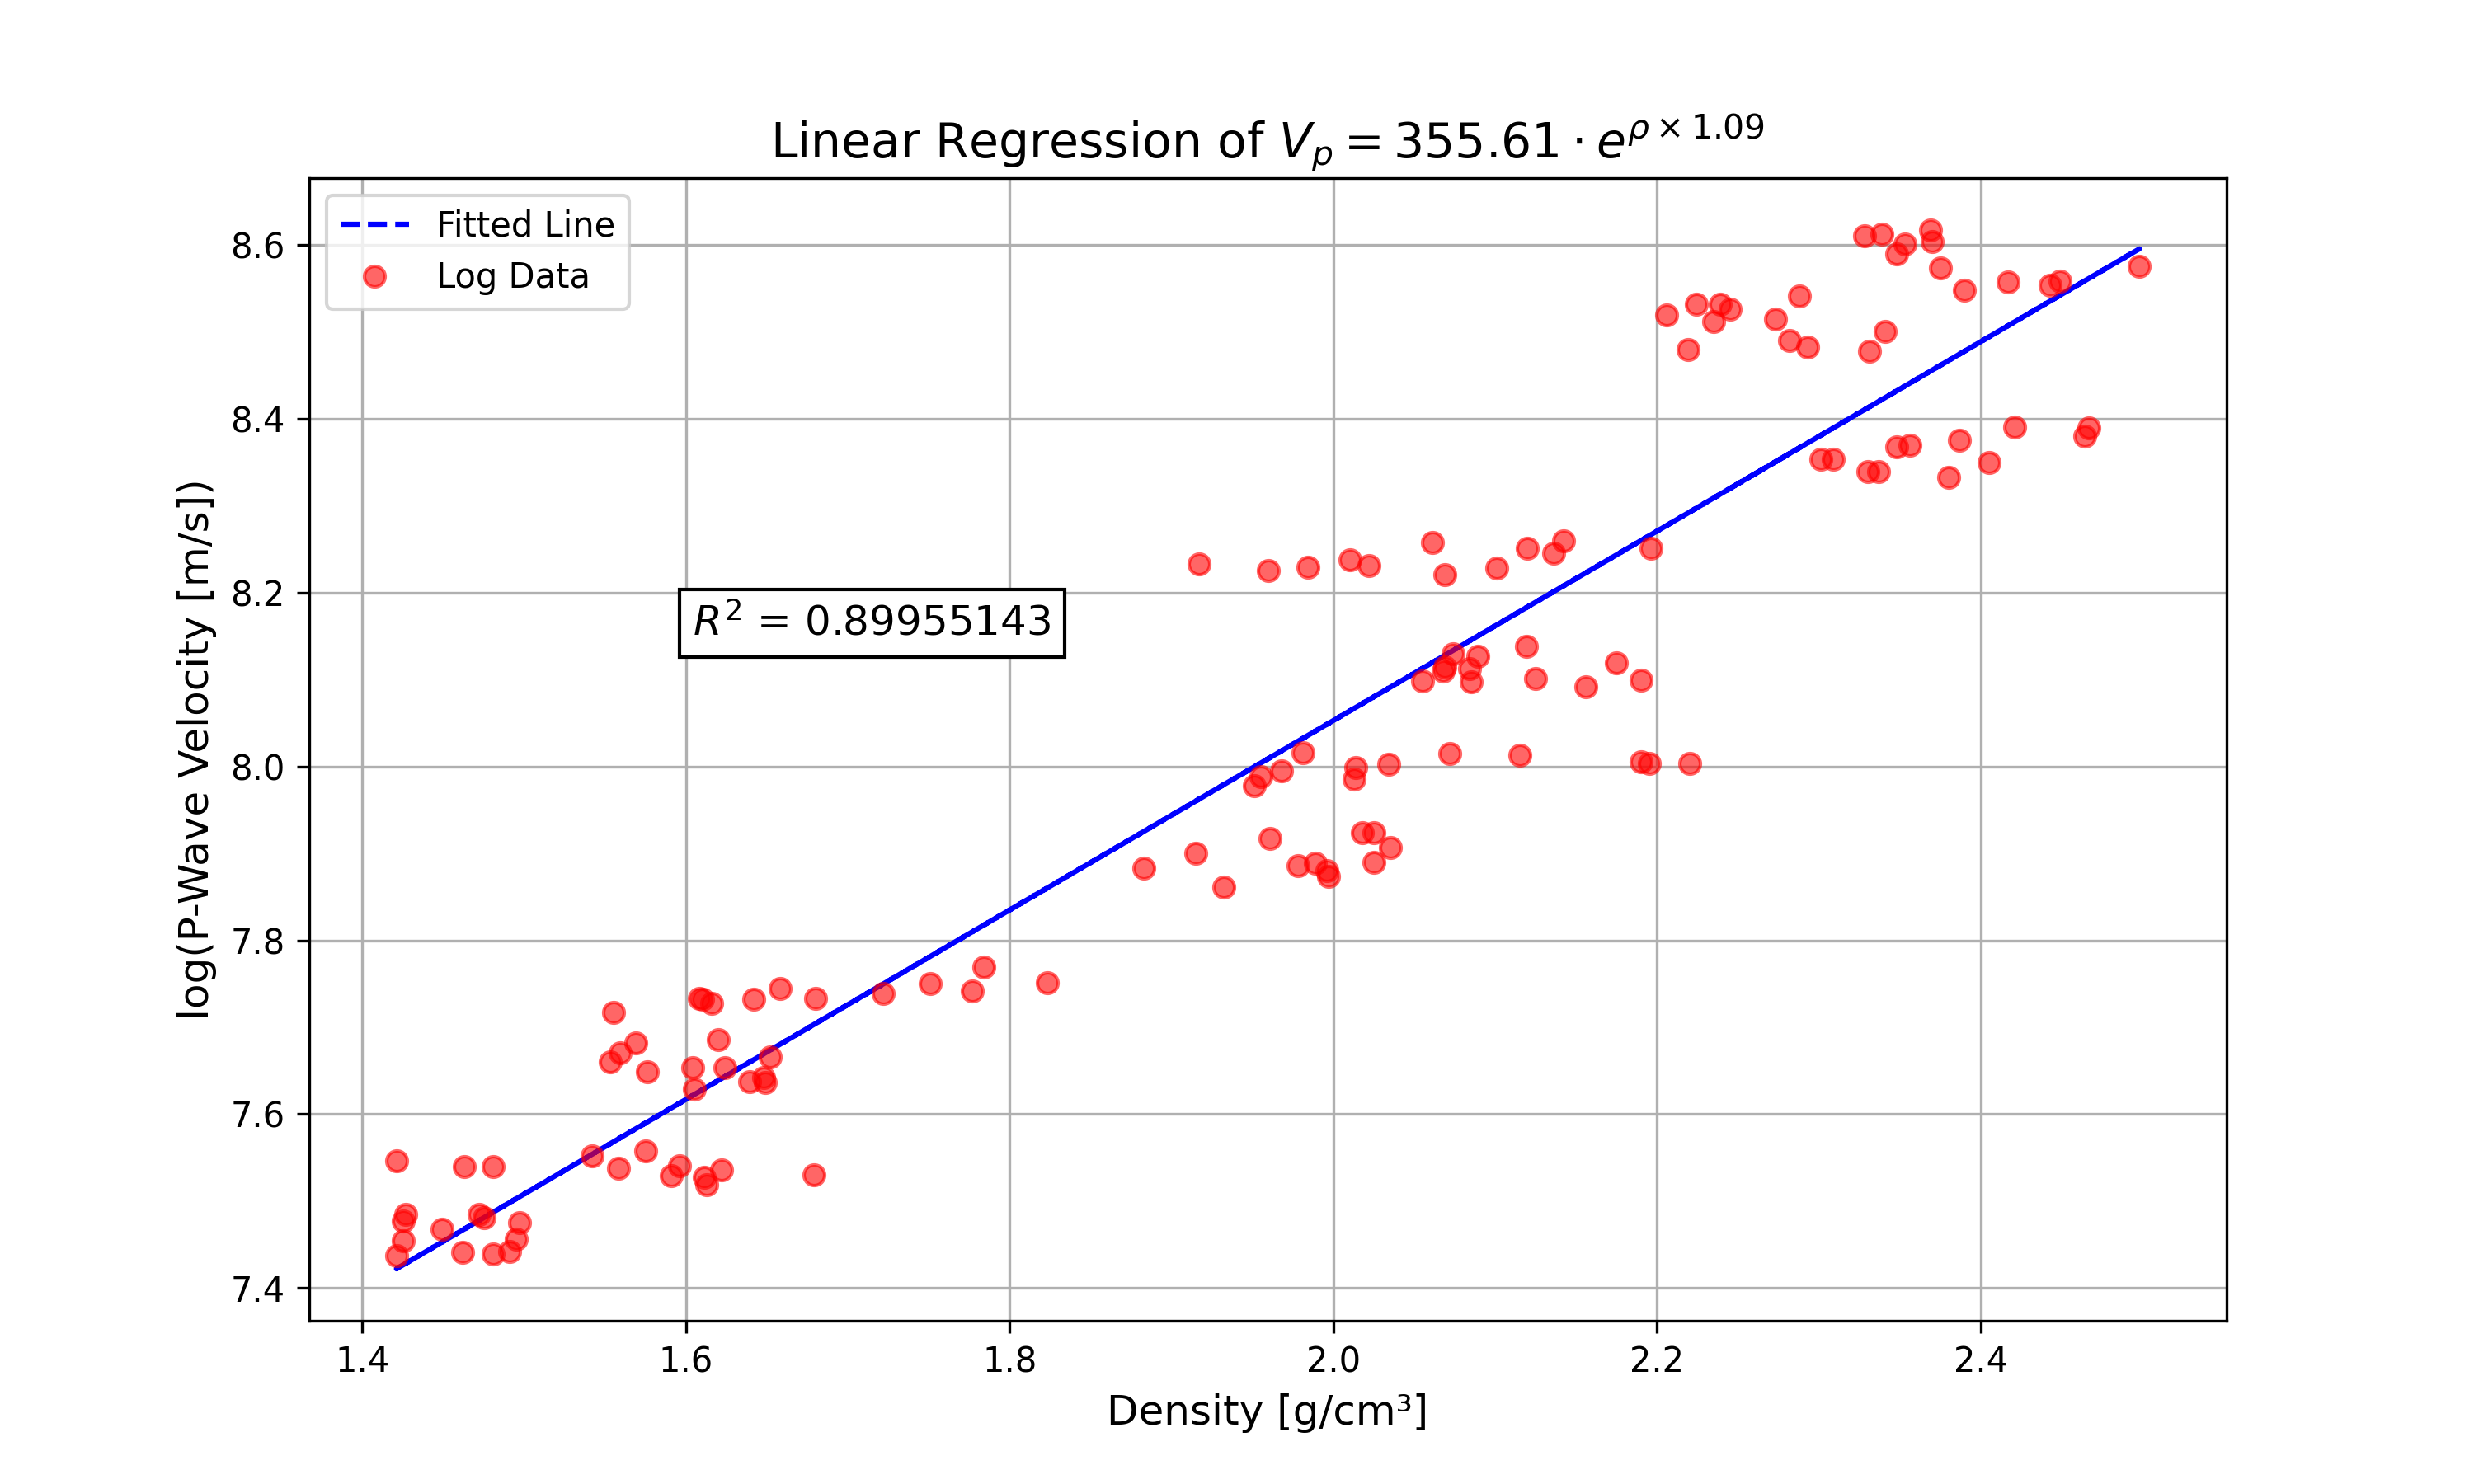 Linear Regression of $V_p = 355.61 \cdot e^{\rho \times 1.09}$
Fitted Line
Log Data
8.6
8.4
8.2
8.0
7.8
7.6
7.4
log(P-Wave Velocity [m/s])
R² = 0.89955143
1.4 1.6 1.8 2.0 2.2 2.4
Density [g/cm³]